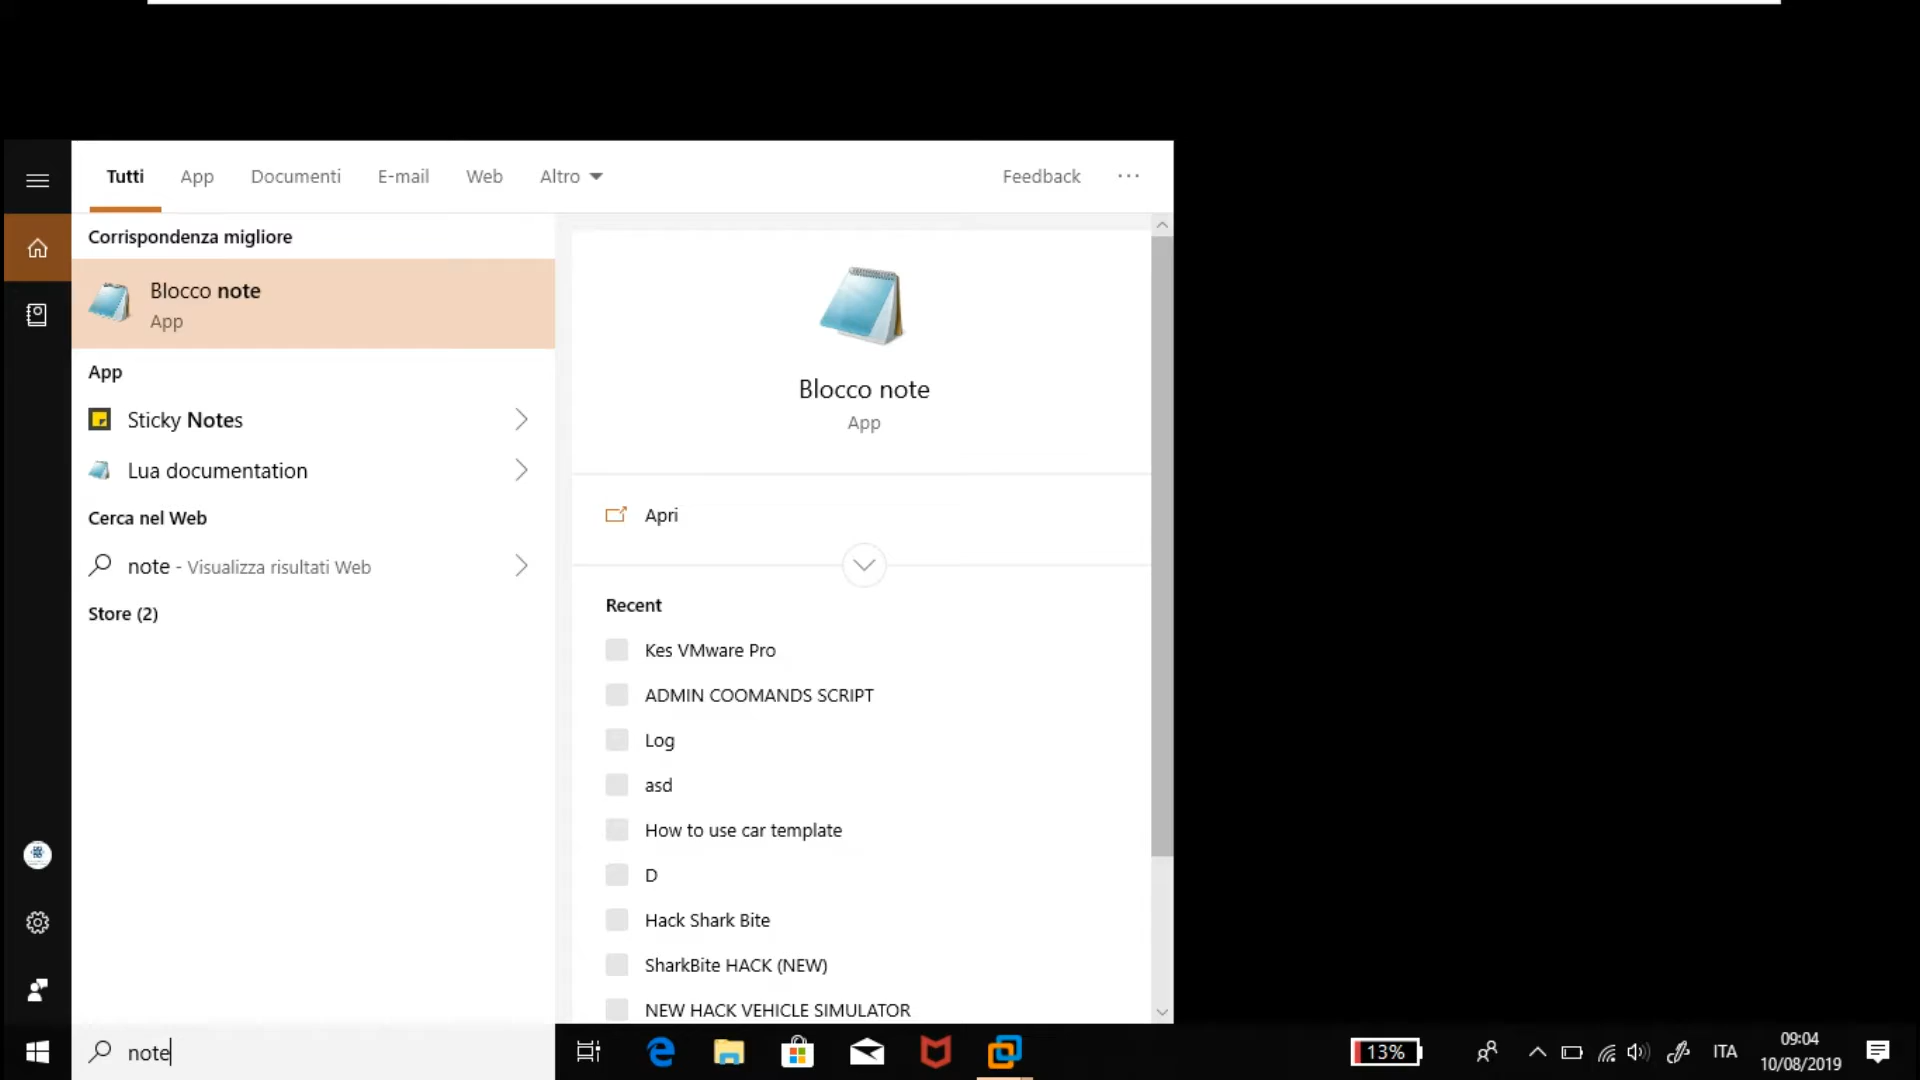 Tutti App Documenti E-mail Web Altro Feedback
Corrispondenza migliore
Blocco note
App
App
Sticky Notes
Lua documentation
Cerca nel Web
note - Visualizza risultati Web
Store (2)
Blocco note
App
Apri
Recent
Kes VMware Pro
ADMIN COOMANDS SCRIPT
Log
asd
How to use car template
D
Hack Shark Bite
SharkBite HACK (NEW)
NEW HACK VEHICLE SIMULATOR
note
13%
ITA
09:04
10/08/2019